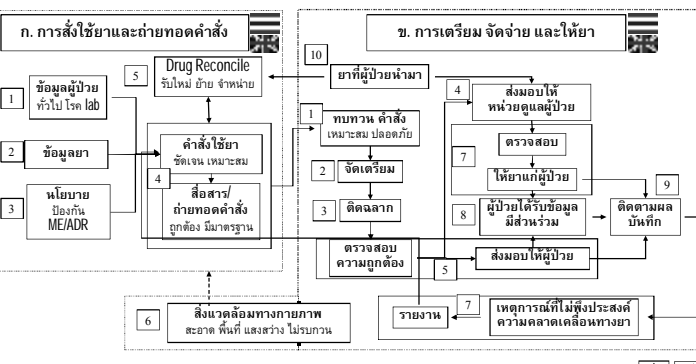 ก. การสั่งใช้ยาและถ่ายทอดคำสั่ง
ข. การเตรียม จัดจ่าย และให้ยา
1
ข้อมูลผู้ป่วย
ทั่วไป โรค lab
2
ข้อมูลยา
3
นโยบาย
ป้องกัน
ME/ADR
5
Drug Reconcile
รับใหม่ ย้าย จำหน่าย
คำสั่งใช้ยา
ชัดเจน เหมาะสม
4
สื่อสาร/
ถ่ายทอดคำสั่ง
ถูกต้อง มีมาตรฐาน
10
ยาที่ผู้ป่วยนำมา
1
ทบทวน คำสั่ง
เหมาะสม ปลอดภัย
2
จัดเตรียม
3
ติดฉลาก
ตรวจสอบ
ความถูกต้อง
4
ส่งมอบให้
หน่วยดูแลผู้ป่วย
ตรวจสอบ
7
ให้ยาแก่ผู้ป่วย
8
ผู้ป่วยได้รับข้อมูล
มีส่วนร่วม
9
ติดตามผล
บันทึก
ส่งมอบให้ผู้ป่วย
5
6
สิ่งแวดล้อมทางกายภาพ
สะอาด พื้นที่ แสงสว่าง ไม่รบกวน
รายงาน
7
เหตุการณ์ที่ไม่พึงประสงค์
ความคลาดเคลื่อนทางยา